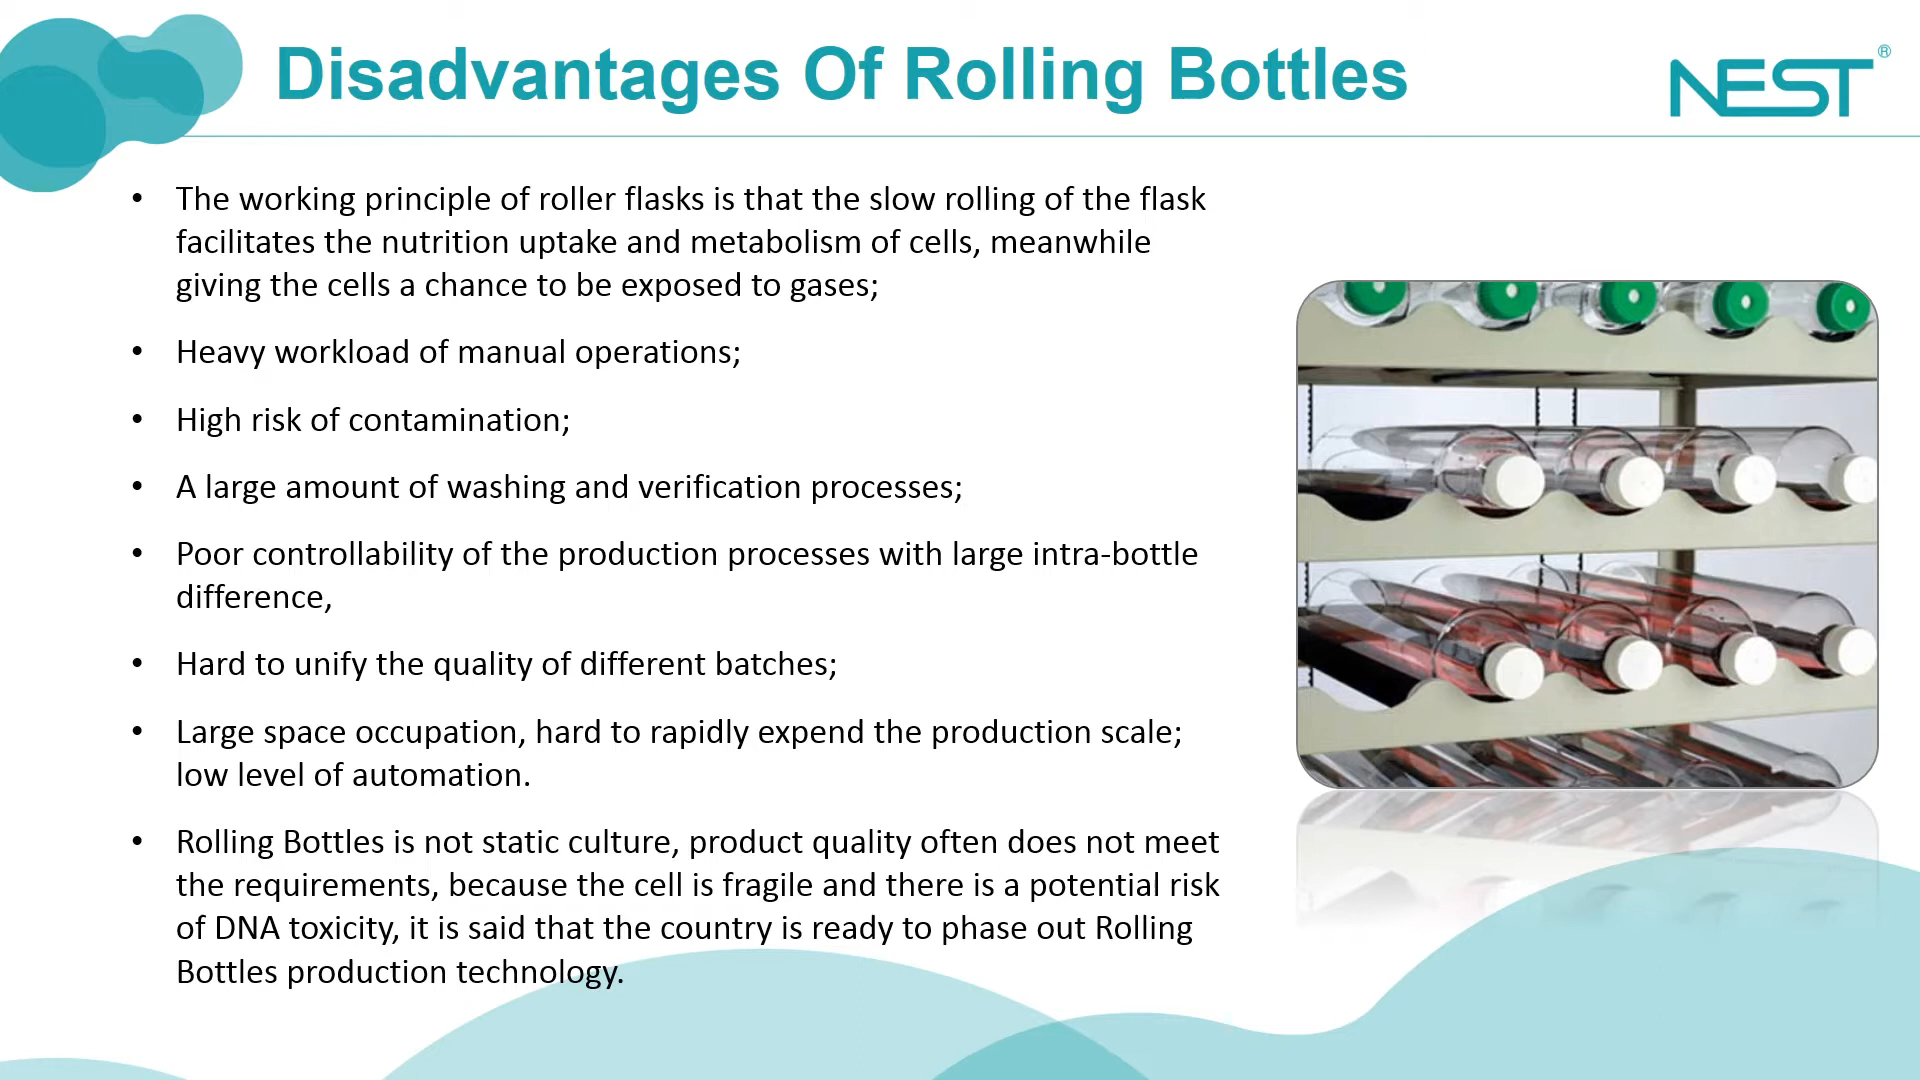 Disadvantages Of Rolling Bottles
NEST®
• The working principle of roller flasks is that the slow rolling of the flask
facilitates the nutrition uptake and metabolism of cells, meanwhile
giving the cells a chance to be exposed to gases;
• Heavy workload of manual operations;
• High risk of contamination;
• A large amount of washing and verification processes;
• Poor controllability of the production processes with large intra-bottle
difference,
• Hard to unify the quality of different batches;
• Large space occupation, hard to rapidly expend the production scale;
low level of automation.
• Rolling Bottles is not static culture, product quality often does not meet
the requirements, because the cell is fragile and there is a potential risk
of DNA toxicity, it is said that the country is ready to phase out Rolling
Bottles production technology.